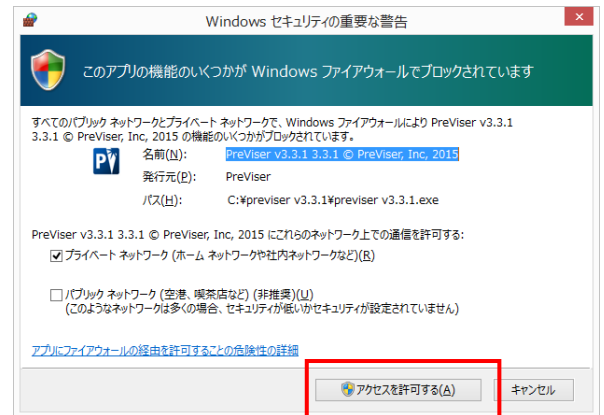 Windows セキュリティの重要な警告
このアプリの機能のいくつかが Windows ファイアウォールでブロックされています
すべてのパブリック ネットワークとプライベート ネットワークで、Windows ファイアウォールにより PreViser v3.3.1
3.3.1 © PreViser, Inc, 2015 の機能のいくつかがブロックされています。
PV
名前(N): PreViser v3.3.1 3.3.1 © PreViser, Inc, 2015
発行元(P): PreViser
パス(H): C:¥previser v3.3.1¥previser v3.3.1.exe
PreViser v3.3.1 3.3.1 © PreViser, Inc, 2015 にこれらのネットワーク上での通信を許可する:
プライベート ネットワーク (ホーム ネットワークや社内ネットワークなど)(R)
パブリック ネットワーク (空港、喫茶店など) (非推奨)(U)
(このようなネットワークは多くの場合、セキュリティが低いかセキュリティが設定されていません)
アプリにファイアウォールの経由を許可することの危険性の詳細
アクセスを許可する(A)
キャンセル